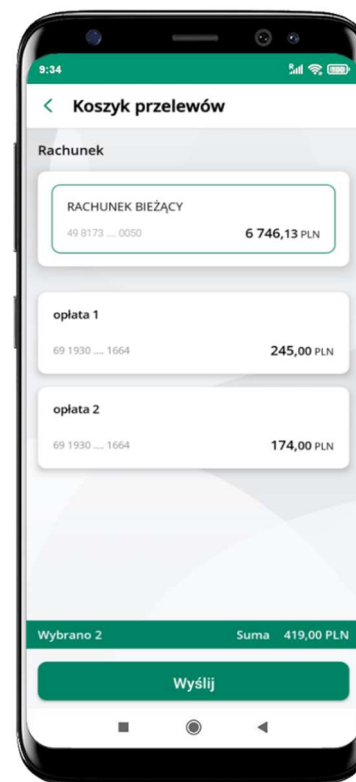 9:34
Koszyk przelewów
Rachunek
RACHUNEK BIEŻĄCY
49 8173 .... 0050 6 746,13 PLN
opłata 1
69 1930 .... 1664 245,00 PLN
opłata 2
69 1930 .... 1664 174,00 PLN
Wybrano 2 Suma 419,00 PLN
Wyślij